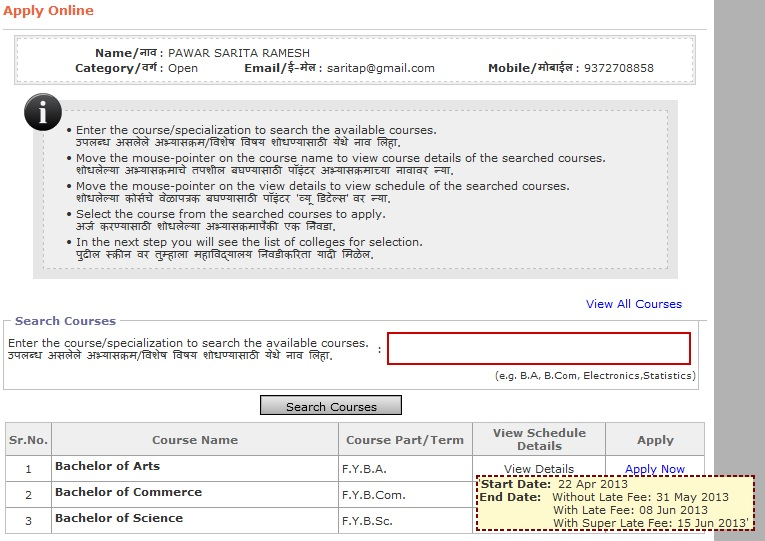 Apply Online
Name/नाव : PAWAR SARITA RAMESH
Category/वर्ग : Open Email/ई-मेल : saritap@gmail.com Mobile/मोबाईल : 9372708858
i
• Enter the course/specialization to search the available courses.
उपलब्ध असलेले अभ्यासक्रम/विशेष विषय शोधण्यासाठी येथे नाव लिहा.
• Move the mouse-pointer on the course name to view course details of the searched courses.
शोधलेल्या अभ्यासक्रमाचे तपशील बघण्यासाठी पॉइंटर अभ्यासक्रमाच्या नावावर न्या.
• Move the mouse-pointer on the view details to view schedule of the searched courses.
शोधलेल्या कोर्सचे वेळापत्रक बघण्यासाठी पॉइंटर 'व्यू डिटेल्स' वर न्या.
• Select the course from the searched courses to apply.
अर्ज करण्यासाठी शोधलेल्या अभ्यासक्रमापैकी एक निवडा.
• In the next step you will see the list of colleges for selection.
पुढील स्क्रीन वर तुम्हाला महाविद्यालय निवडीकरिता यादी मिळेल.
View All Courses
Search Courses
Enter the course/specialization to search the available courses.
उपलब्ध असलेले अभ्यासक्रम/विशेष विषय शोधण्यासाठी येथे नाव लिहा. :
(e.g. B.A, B.Com, Electronics,Statistics)
Search Courses
Sr.No. Course Name Course Part/Term View Schedule Details Apply
1 Bachelor of Arts F.Y.B.A. View Details Apply Now
2 Bachelor of Commerce F.Y.B.Com.
3 Bachelor of Science F.Y.B.Sc.
'Start Date: 22 Apr 2013
End Date: Without Late Fee: 31 May 2013
With Late Fee: 08 Jun 2013
With Super Late Fee: 15 Jun 2013'